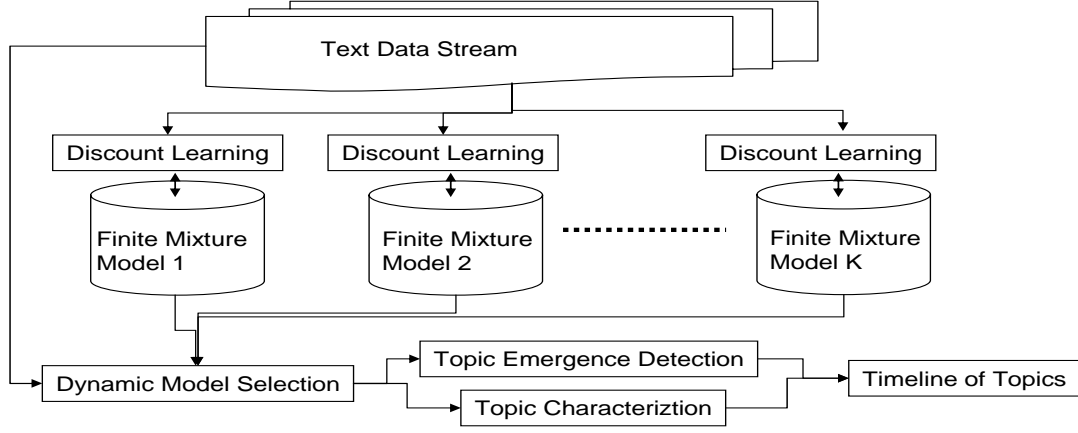 Text Data Stream
Discount Learning
Discount Learning
Discount Learning
Finite Mixture
Model 1
Finite Mixture
Model 2
Finite Mixture
Model K
Dynamic Model Selection
Topic Emergence Detection
Topic Characteriztion
Timeline of Topics